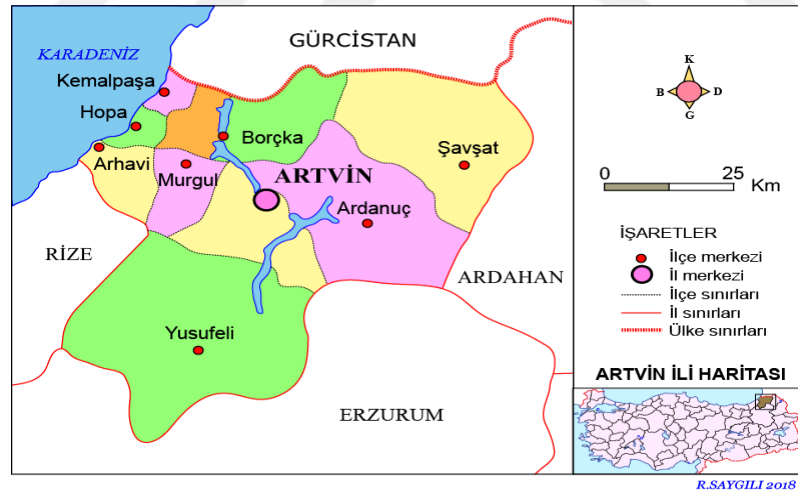 GÜRCİSTAN
KARADENİZ
Kemalpaşa
Hopa
Borçka
Arhavi
Murgul
ARTVİN
Şavşat
Ardanuç
RİZE
ARDAHAN
Yusufeli
ERZURUM
K
B D
G
0 25
Km
İŞARETLER
İlçe merkezi
İl merkezi
İlçe sınırları
İl sınırları
Ülke sınırları
ARTVİN İLİ HARİTASI
R.SAYGILI 2018